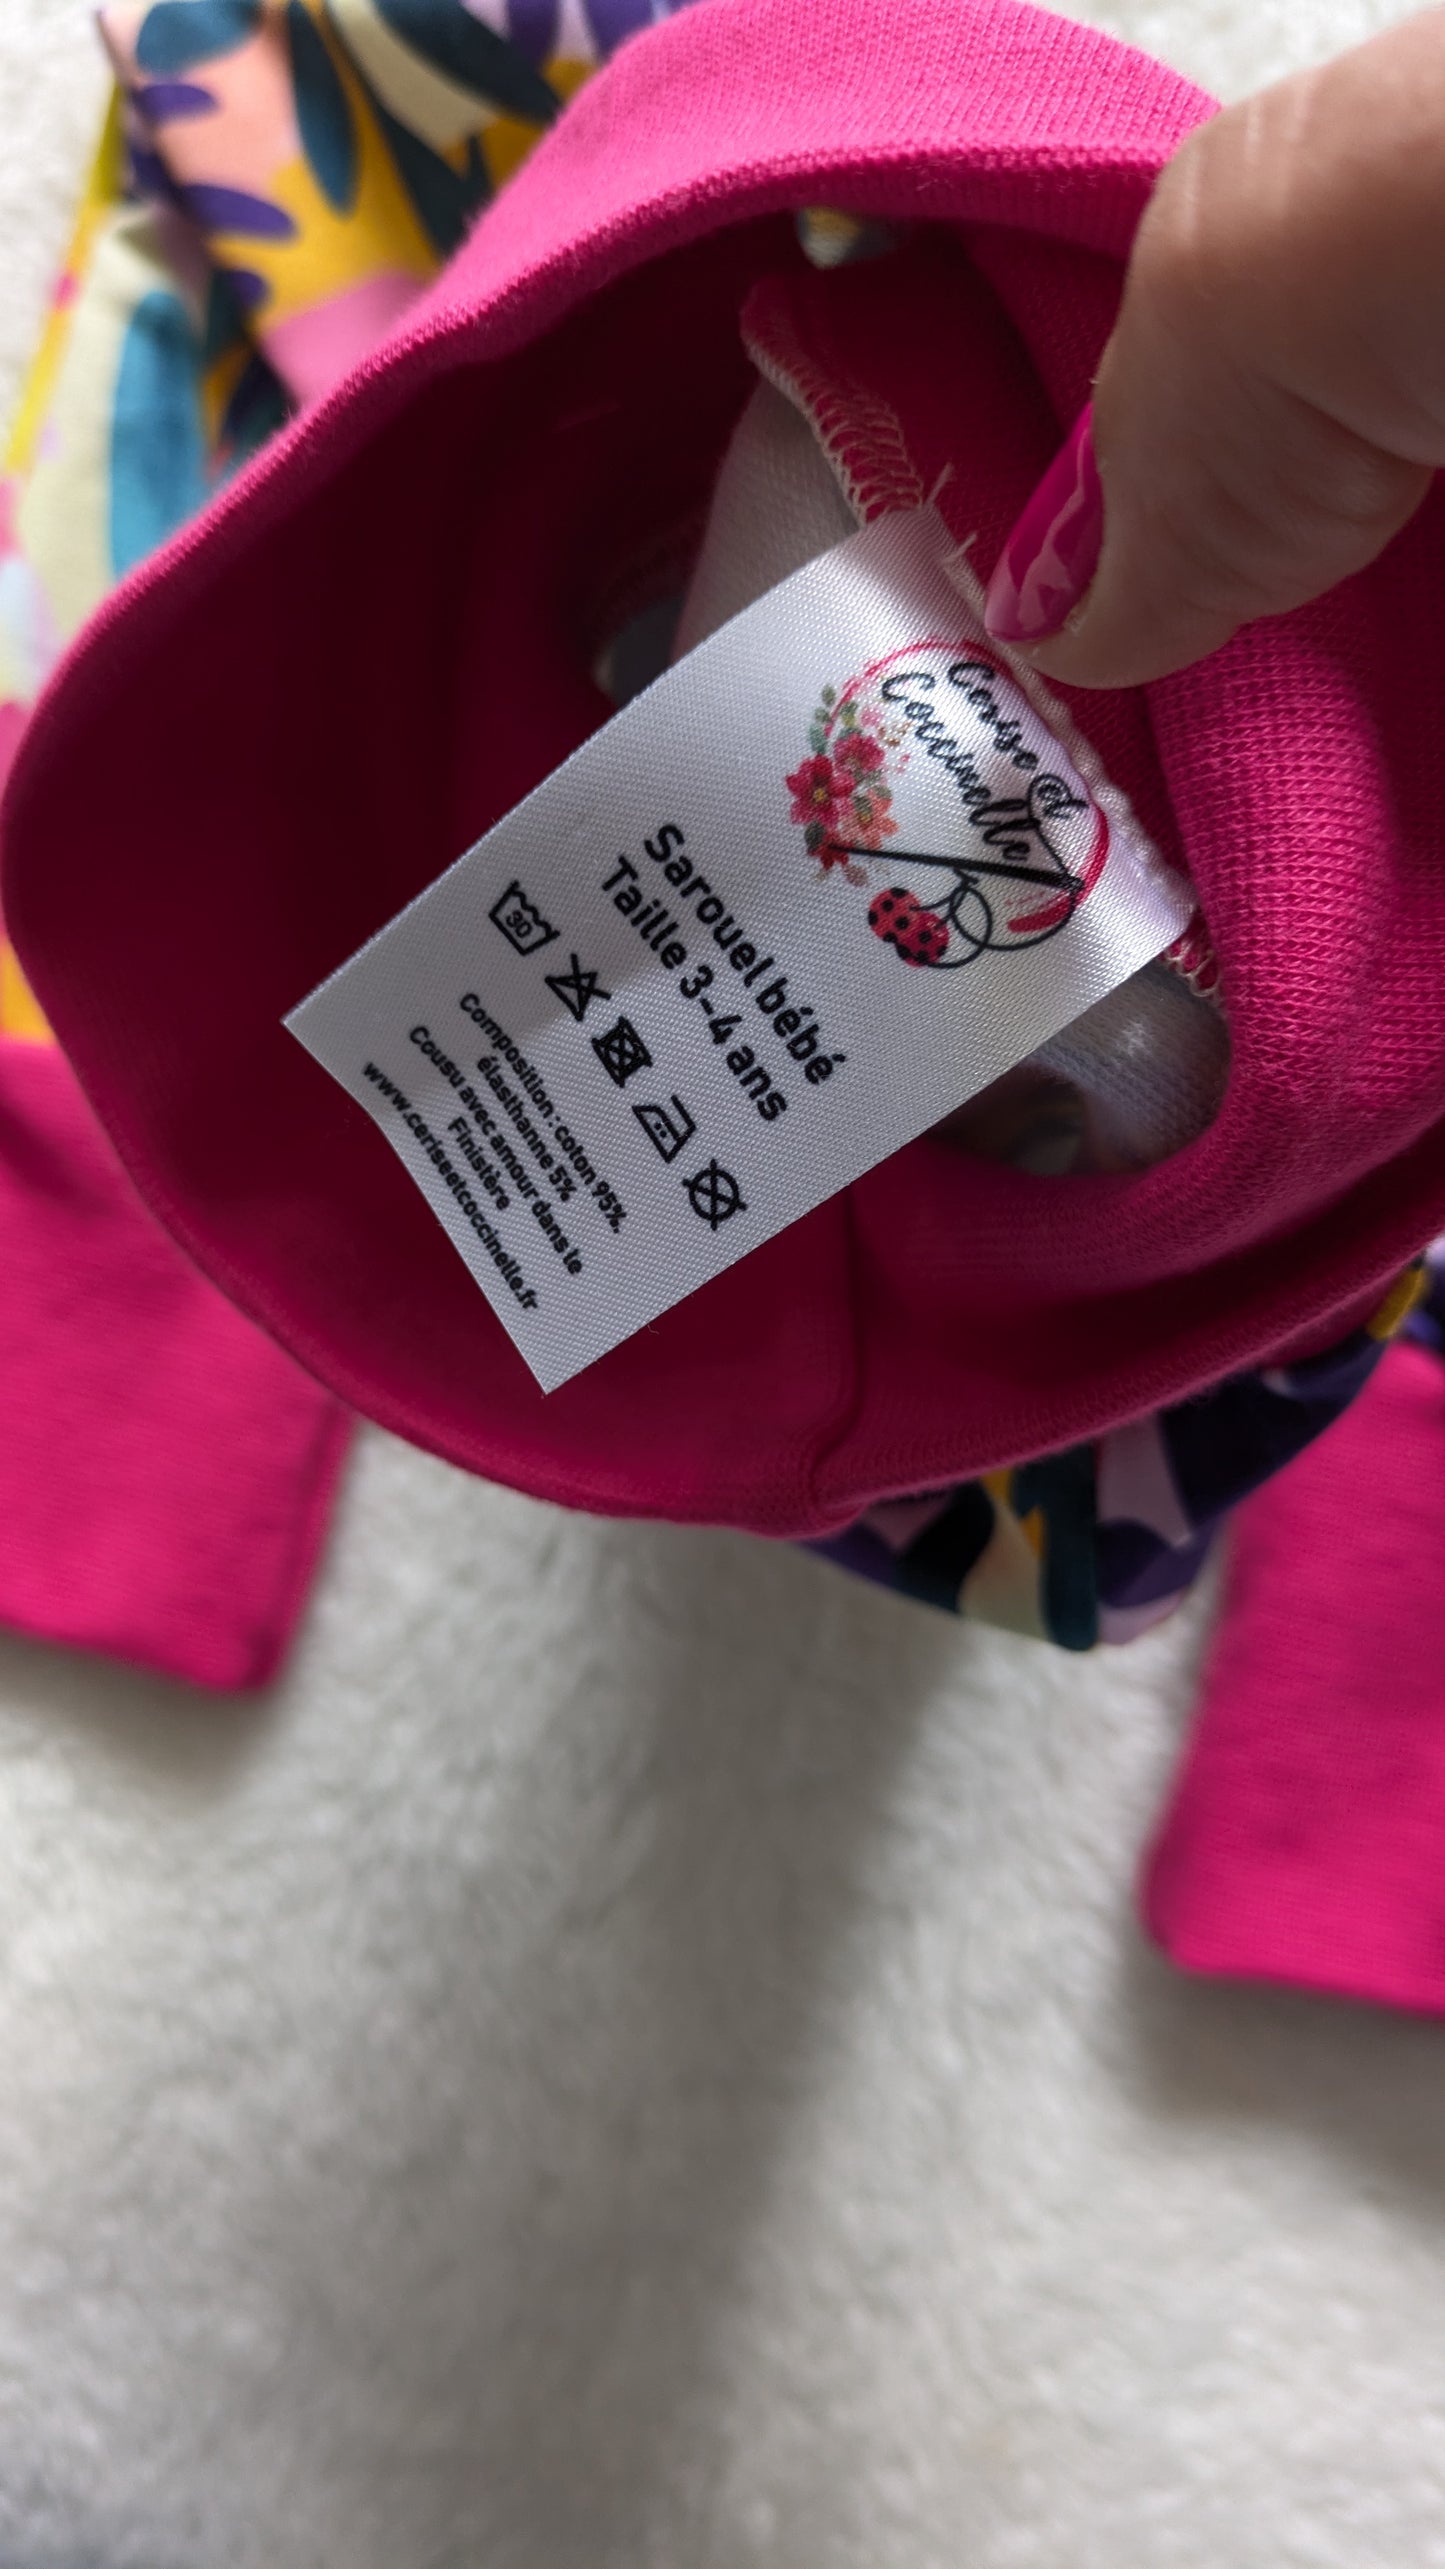 Cerise et
Coccinelle
Sarouel bébé
Taille 3-4 ans
30
Composition : coton 95%
élasthanne 5%
Cousu avec amour dans le
Finistère
www.ceriseetcoccinelle.fr